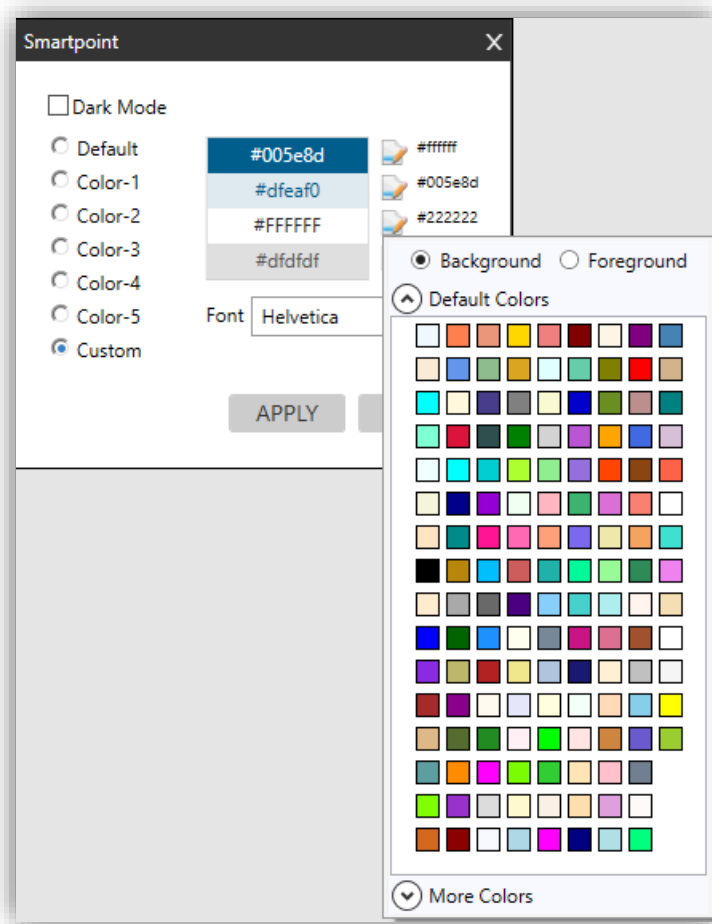 Smartpoint X
Dark Mode
Default
Color-1
Color-2
Color-3
Color-4
Color-5
Custom
#005e8d
#dfeaf0
#FFFFFF
#dfdfdf
#ffffff
#005e8d
#222222
Font Helvetica
APPLY
Background Foreground
Default Colors
More Colors